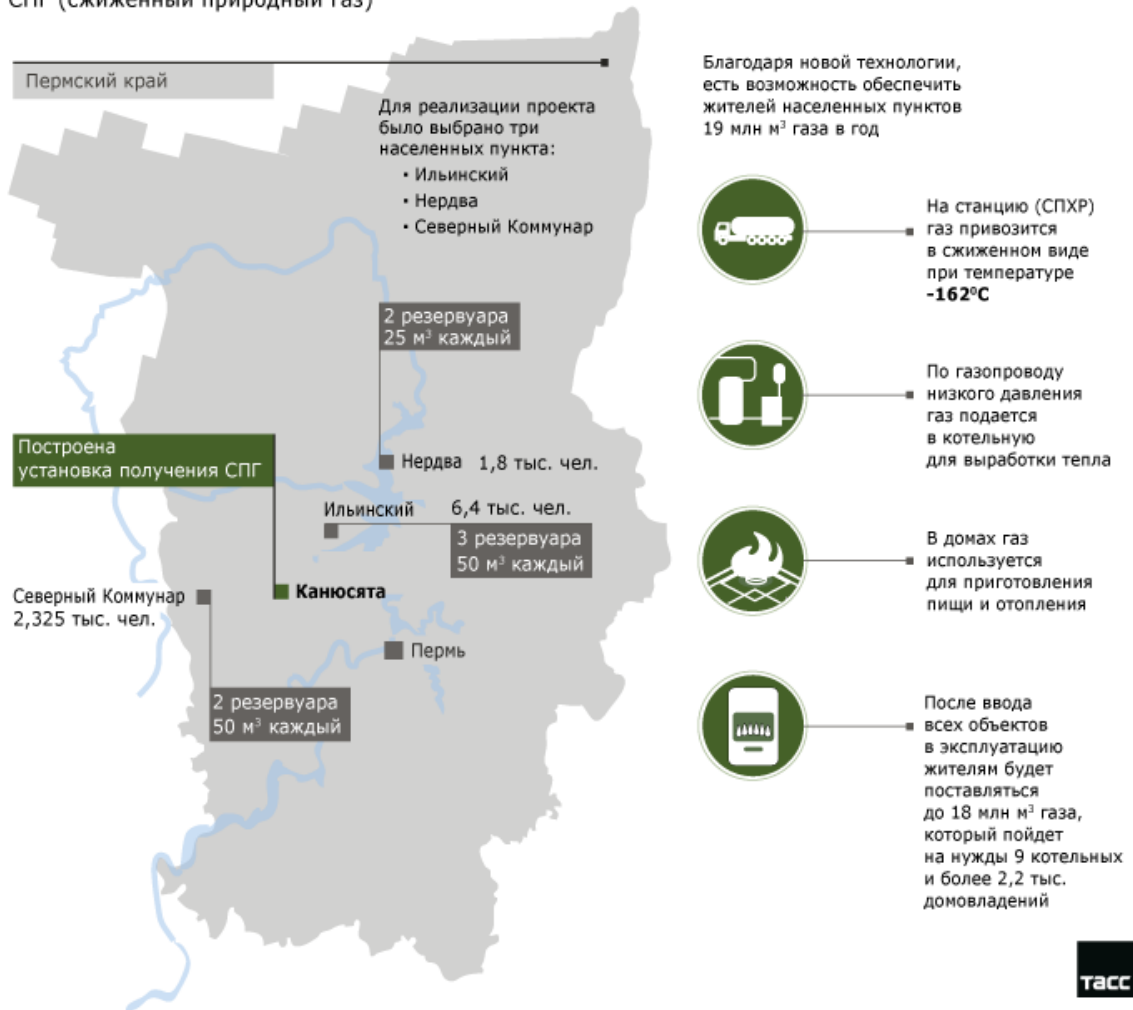 СПГ (сжиженный природный газ)
Пермский край
Для реализации проекта
было выбрано три
населенных пункта:
• Ильинский
• Нердва
• Северный Коммунар
2 резервуара
25 м³ каждый
Построена
установка получения СПГ
Нердва 1,8 тыс. чел.
Ильинский 6,4 тыс. чел.
3 резервуара
50 м³ каждый
Северный Коммунар
2,325 тыс. чел.
Канюсята
Пермь
2 резервуара
50 м³ каждый
Благодаря новой технологии,
есть возможность обеспечить
жителей населенных пунктов
19 млн м³ газа в год
На станцию (СПХР)
газ привозится
в сжиженном виде
при температуре
-162⁰С
По газопроводу
низкого давления
газ подается
в котельную
для выработки тепла
В домах газ
используется
для приготовления
пищи и отопления
После ввода
всех объектов
в эксплуатацию
жителям будет
поставляться
до 18 млн м³ газа,
который пойдет
на нужды 9 котельных
и более 2,2 тыс.
домовладений
тасс